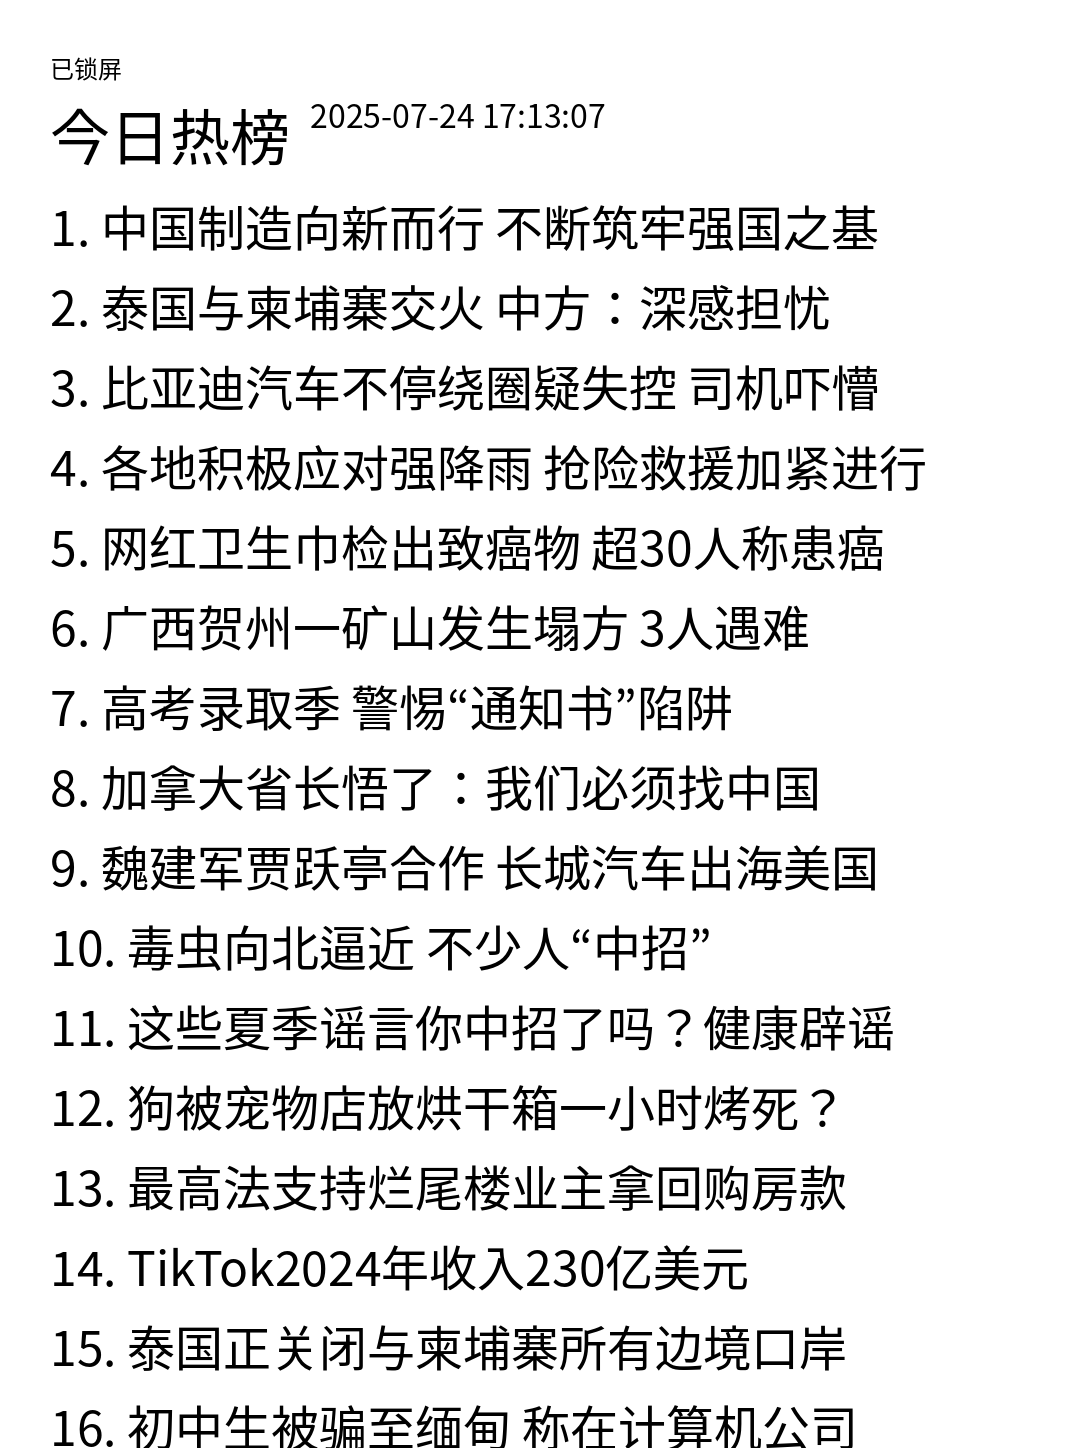 已锁屏
今日热榜 2025-07-24 17:13:07
1. 中国制造向新而行 不断筑牢强国之基
2. 泰国与柬埔寨交火 中方：深感担忧
3. 比亚迪汽车不停绕圈疑失控 司机吓懵
4. 各地积极应对强降雨 抢险救援加紧进行
5. 网红卫生巾检出致癌物 超30人称患癌
6. 广西贺州一矿山发生塌方 3人遇难
7. 高考录取季 警惕“通知书”陷阱
8. 加拿大省长悟了：我们必须找中国
9. 魏建军贾跃亭合作 长城汽车出海美国
10. 毒虫向北逼近 不少人“中招”
11. 这些夏季谣言你中招了吗？健康辟谣
12. 狗被宠物店放烘干箱一小时烤死？
13. 最高法支持烂尾楼业主拿回购房款
14. TikTok2024年收入230亿美元
15. 泰国正关闭与柬埔寨所有边境口岸
16. 初中生被骗至缅甸 称在计算机公司